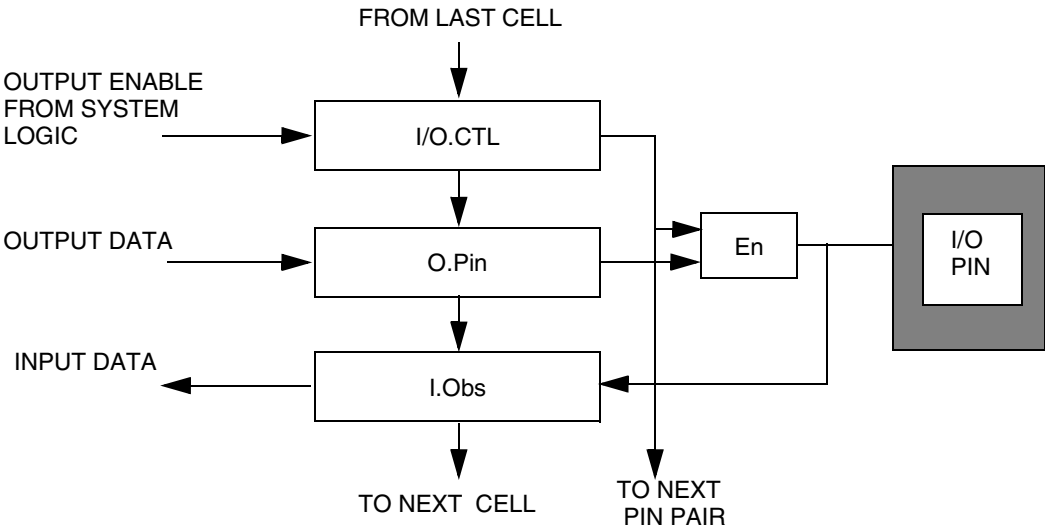 FROM LAST CELL
OUTPUT ENABLE
FROM SYSTEM
LOGIC
I/O.CTL
OUTPUT DATA
O.Pin
En
I/O
PIN
INPUT DATA
I.Obs
TO NEXT CELL
TO NEXT
PIN PAIR